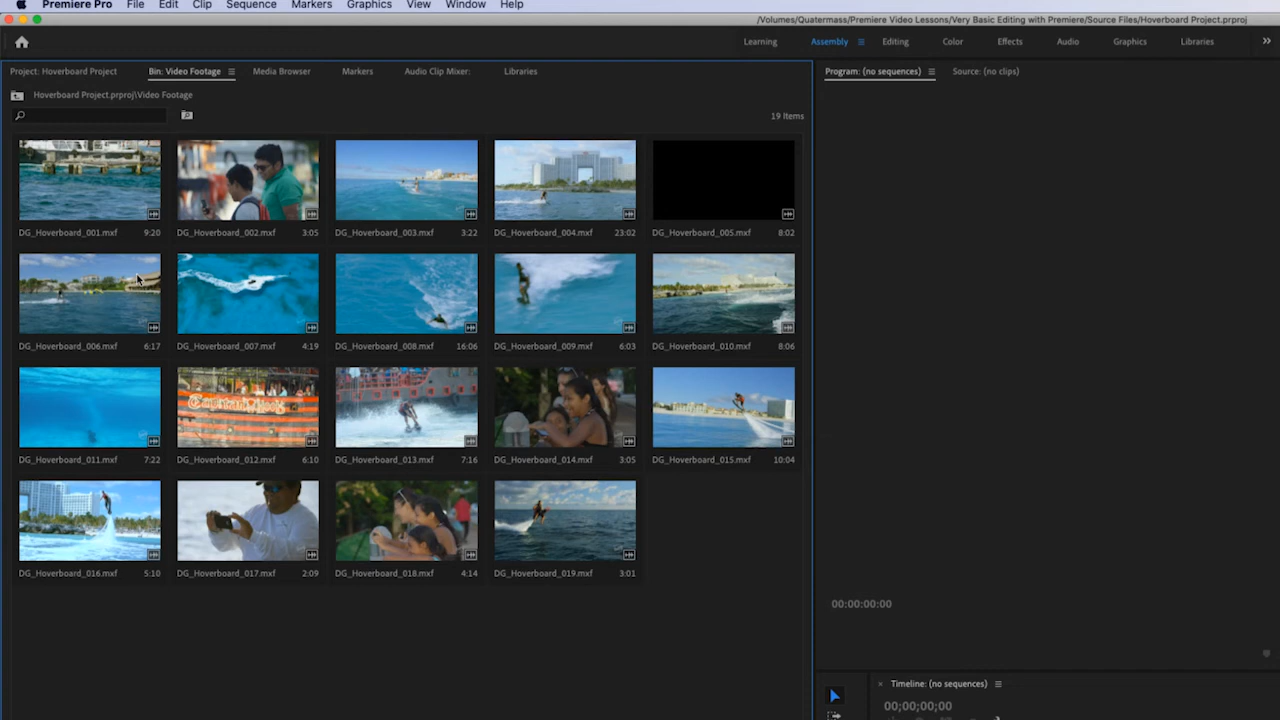 Premiere Pro File Edit Clip Sequence Markers Graphics View Window Help
/Volumes/Quatermass/Premiere Video Lessons/Very Basic Editing with Premiere/Source Files/Hoverboard Project.prproj
Learning Assembly Editing Color Effects Audio Graphics Libraries
Project: Hoverboard Project Bin: Video Footage Media Browser Markers Audio Clip Mixer: Libraries Program: (no sequences) Source: (no clips)
Hoverboard Project.prproj\Video Footage
19 Items
DG_Hoverboard_001.mxf 9:20 DG_Hoverboard_002.mxf 3:05 DG_Hoverboard_003.mxf 3:22 DG_Hoverboard_004.mxf 23:02 DG_Hoverboard_005.mxf 8:02
DG_Hoverboard_006.mxf 6:17 DG_Hoverboard_007.mxf 4:19 DG_Hoverboard_008.mxf 16:06 DG_Hoverboard_009.mxf 6:03 DG_Hoverboard_010.mxf 8:06
DG_Hoverboard_011.mxf 7:22 DG_Hoverboard_012.mxf 6:10 DG_Hoverboard_013.mxf 7:16 DG_Hoverboard_014.mxf 3:05 DG_Hoverboard_015.mxf 10:04
DG_Hoverboard_016.mxf 5:10 DG_Hoverboard_017.mxf 2:09 DG_Hoverboard_018.mxf 4:14 DG_Hoverboard_019.mxf 3:01
00:00:00:00
Timeline: (no sequences)
00;00;00;00